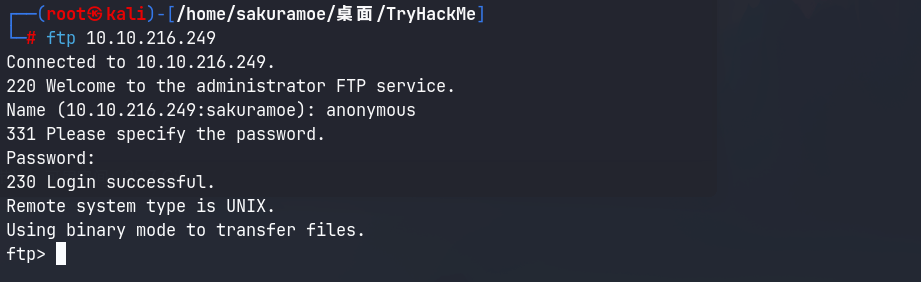 ┌──(root㉿kali)-[/home/sakuramoe/桌面/TryHackMe]
└─# ftp 10.10.216.249
Connected to 10.10.216.249.
220 Welcome to the administrator FTP service.
Name (10.10.216.249:sakuramoe): anonymous
331 Please specify the password.
Password:
230 Login successful.
Remote system type is UNIX.
Using binary mode to transfer files.
ftp>